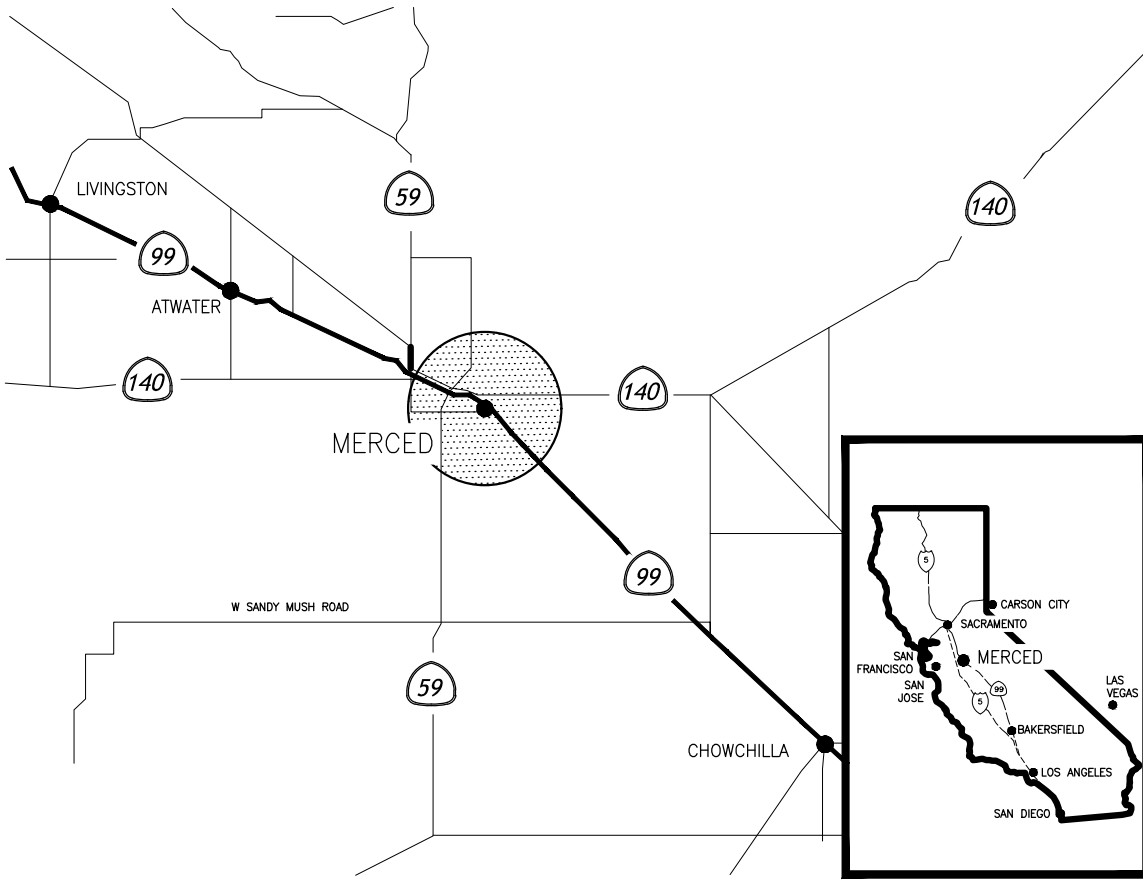 LIVINGSTON
59
140
99
ATWATER
140
140
MERCED
99
W SANDY MUSH ROAD
59
CHOWCHILLA
5
CARSON CITY
SACRAMENTO
SAN
FRANCISCO
MERCED
SAN
JOSE
99
5
LAS
VEGAS
BAKERSFIELD
LOS ANGELES
SAN DIEGO